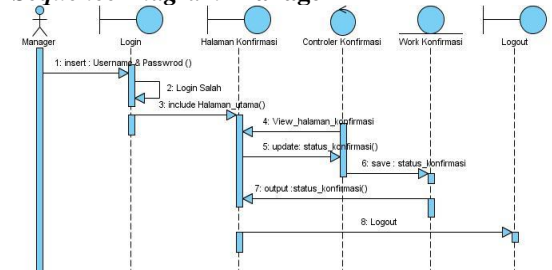 Manager
Login
Halaman Konfirmasi
Controler Konfirmasi
Work Konfirmasi
Logout
1: insert : Username & Passwrod ()
2: Login Salah
3: include Halaman_utama()
4: View_halaman_konfirmasi
5: update: status_konfirmasi()
6: save : status_konfirmasi
7: output :status_konfirmasi()
8: Logout